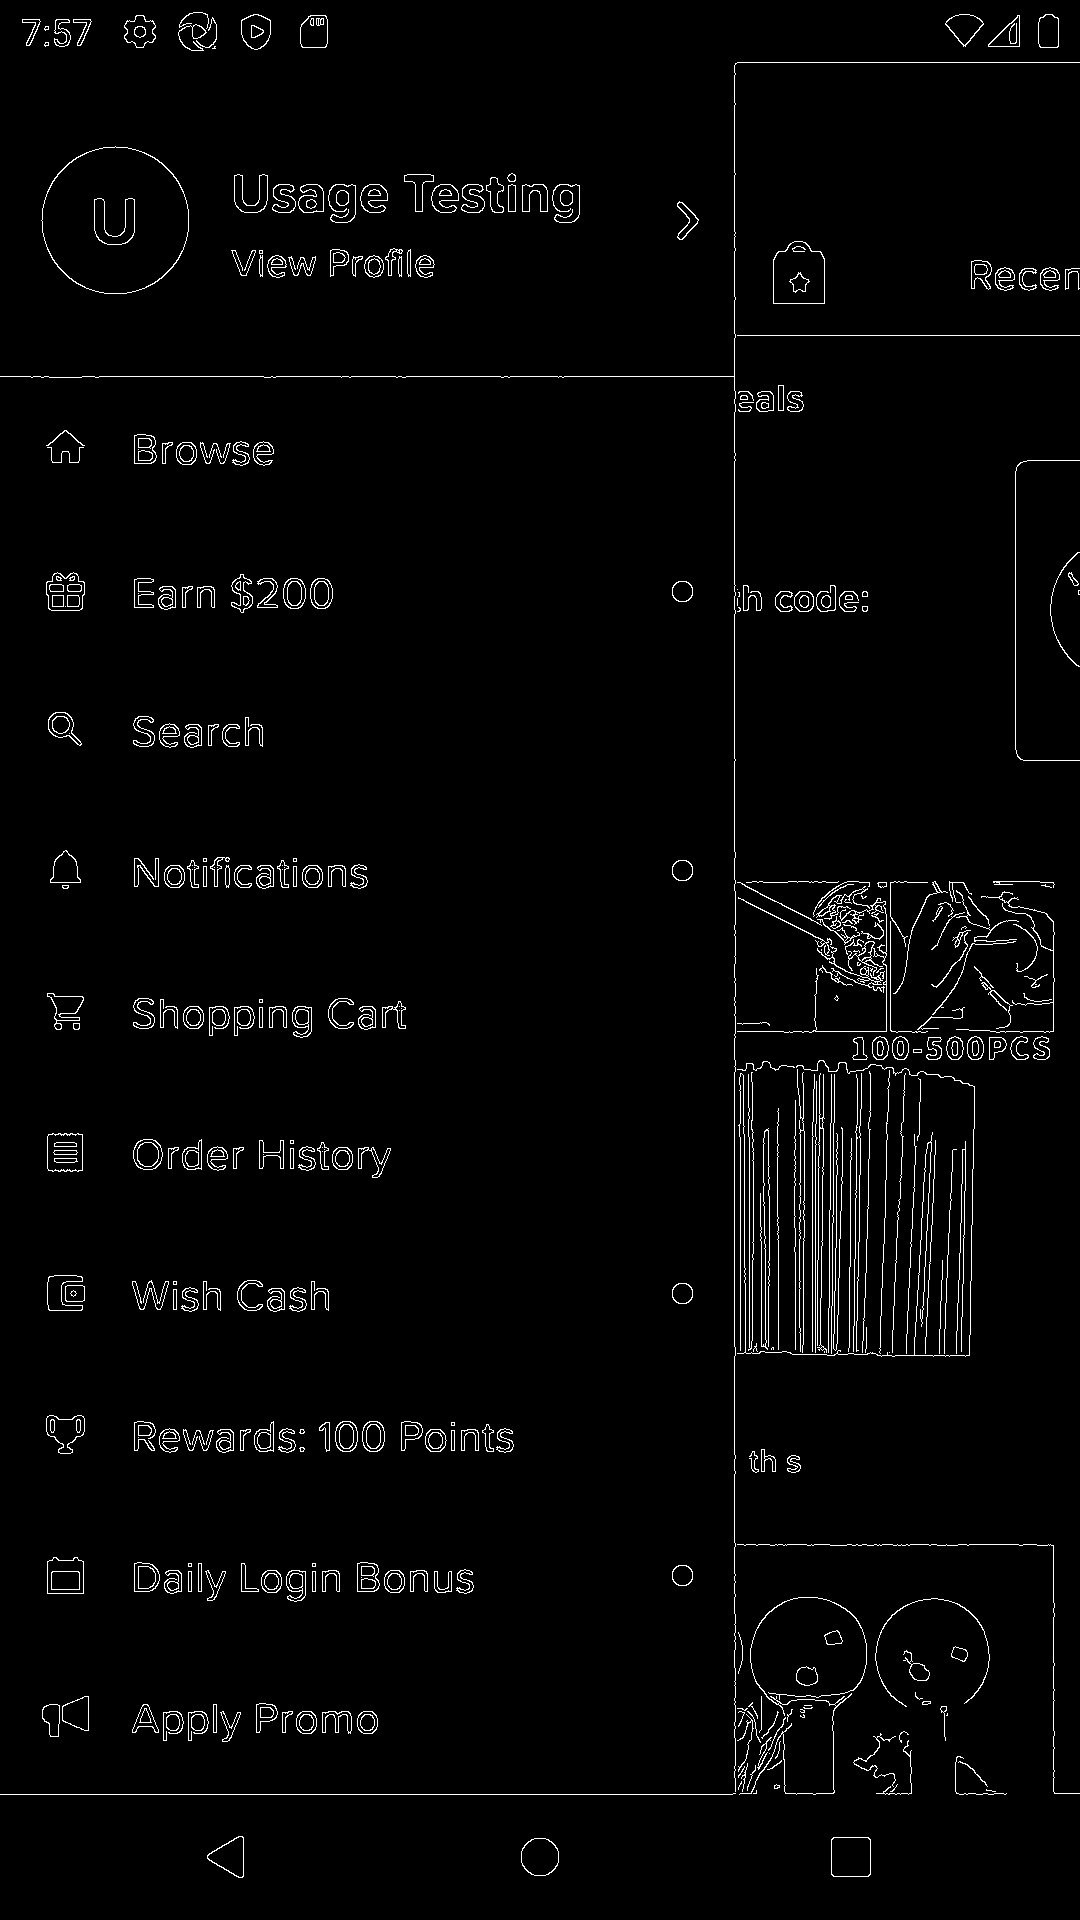 7:57
U
Usage Testing
View Profile
Recen
eals
Browse
Earn $200
th code:
Search
Notifications
Shopping Cart
100-500PCS
Order History
Wish Cash
Rewards: 100 Points
th s
Daily Login Bonus
Apply Promo